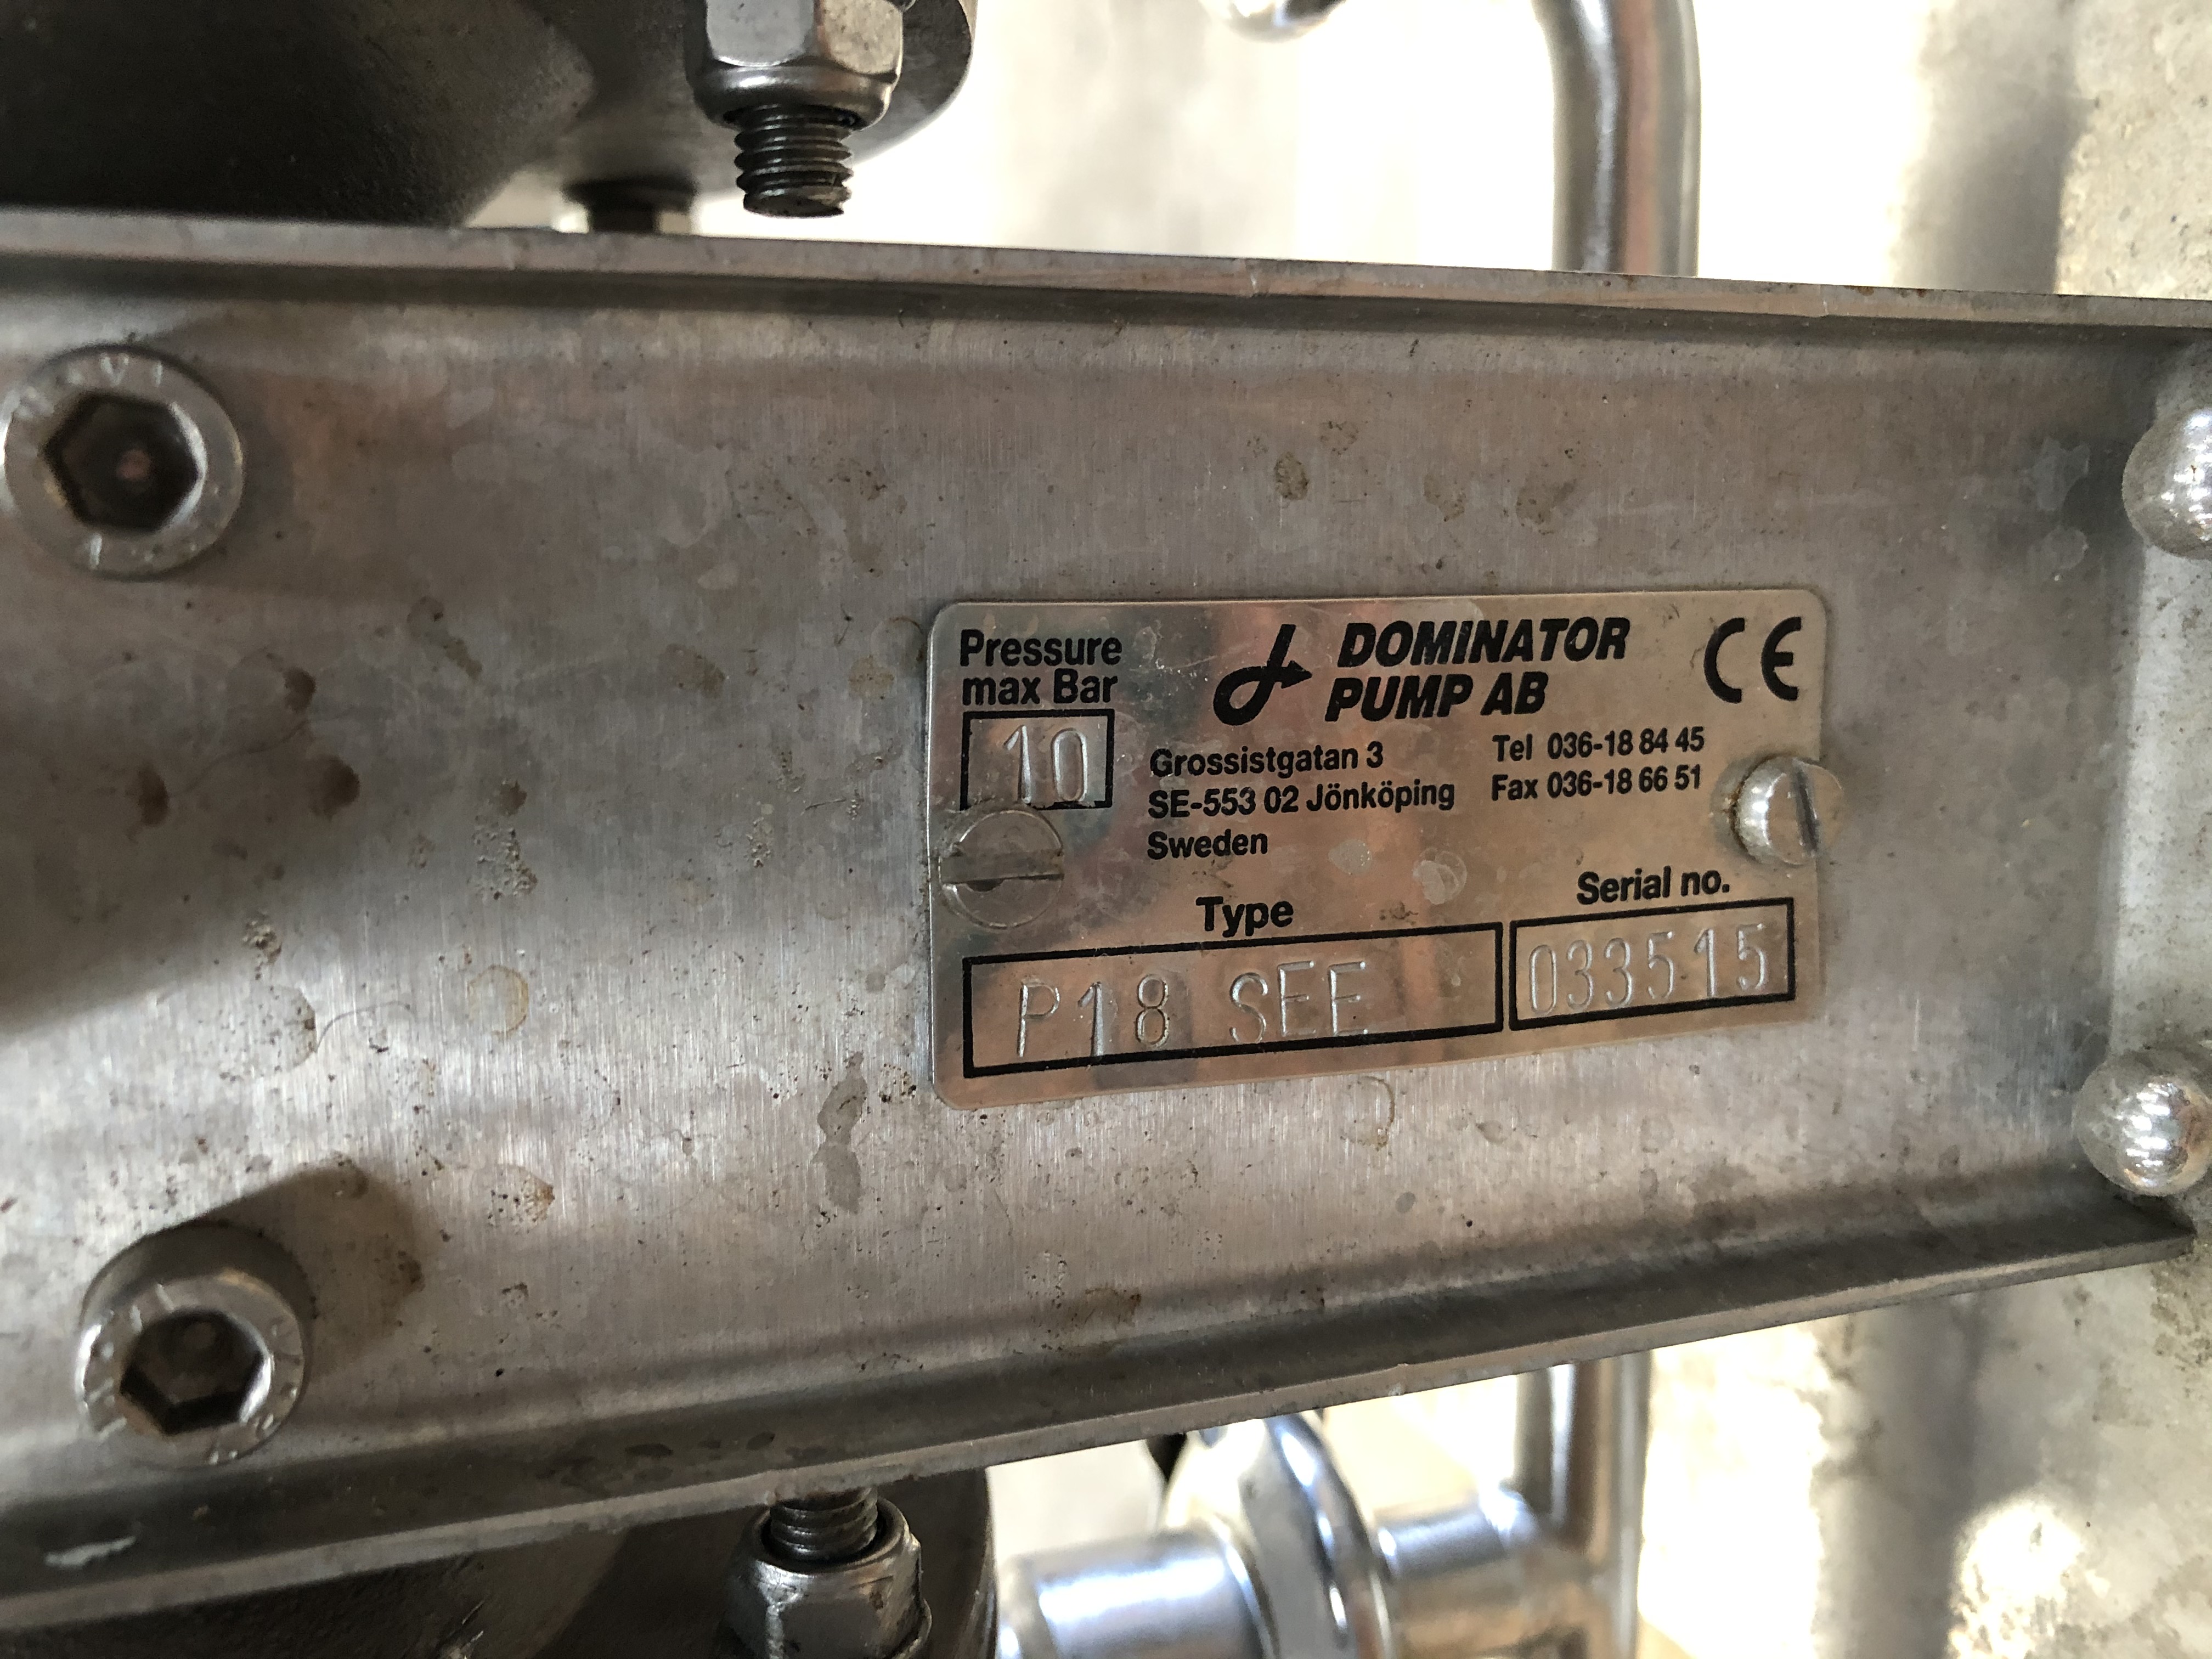 Pressure
max Bar
10
DOMINATOR
PUMP AB
CE
Grossistgatan 3
SE-553 02 Jönköping
Sweden
Tel 036-18 84 45
Fax 036-18 66 51
Type
P18 SEE
Serial no.
033515